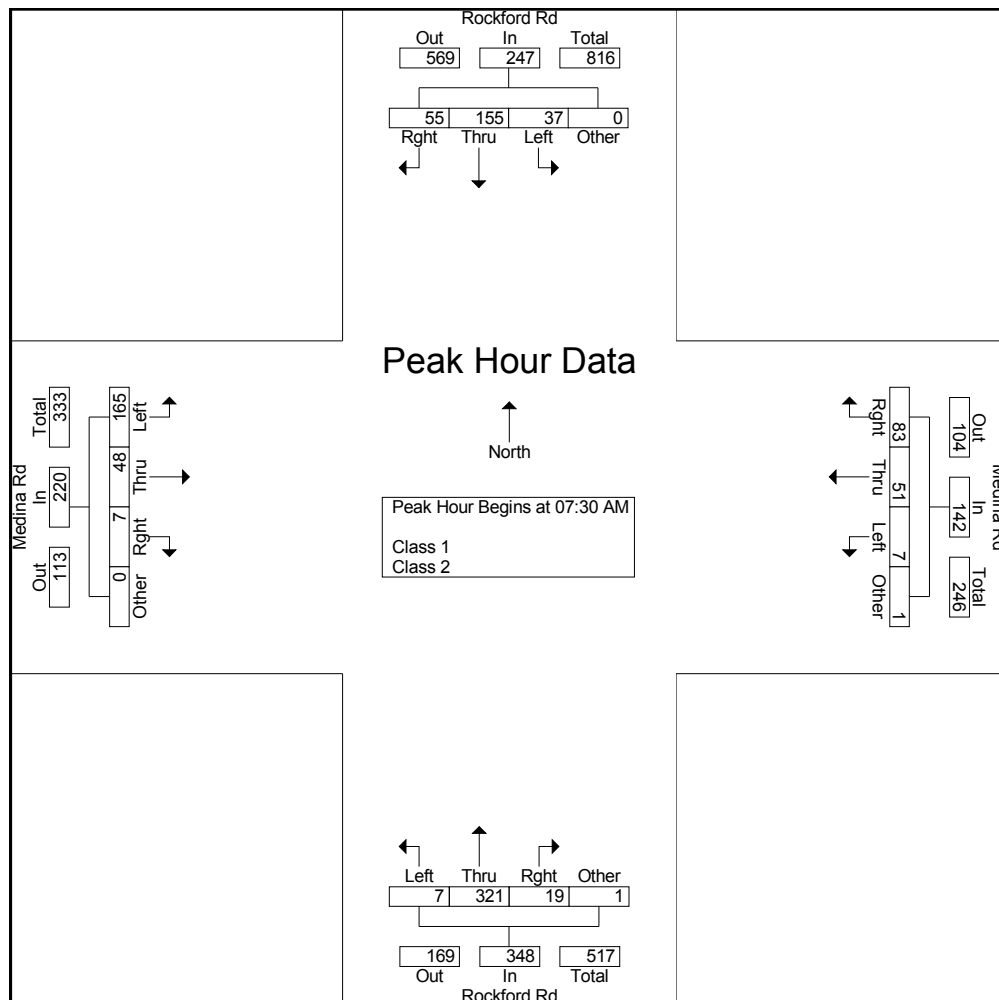 Rockford Rd
Out In Total
569 247 816
55 155 37 0
Rght Thru Left Other
Peak Hour Data
North
Peak Hour Begins at 07:30 AM
Class 1
Class 2
Medina Rd
Total In Out
333 220 113
165 48 7 0
Left Thru Rght Other
Rght Thru Left Other
83 51 7 1
104 142 246
Out In Total
Medina Rd
Left Thru Rght Other
7 321 19 1
169 348 517
Out In Total
Rockford Rd